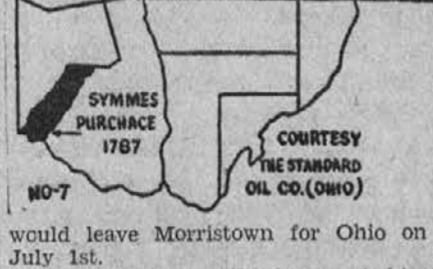 SYMMES
PURCHACE
1787
COURTESY
THE STANDARD
OIL CO.(OHIO)
NO-7
would leave Morristown for Ohio on
July 1st.